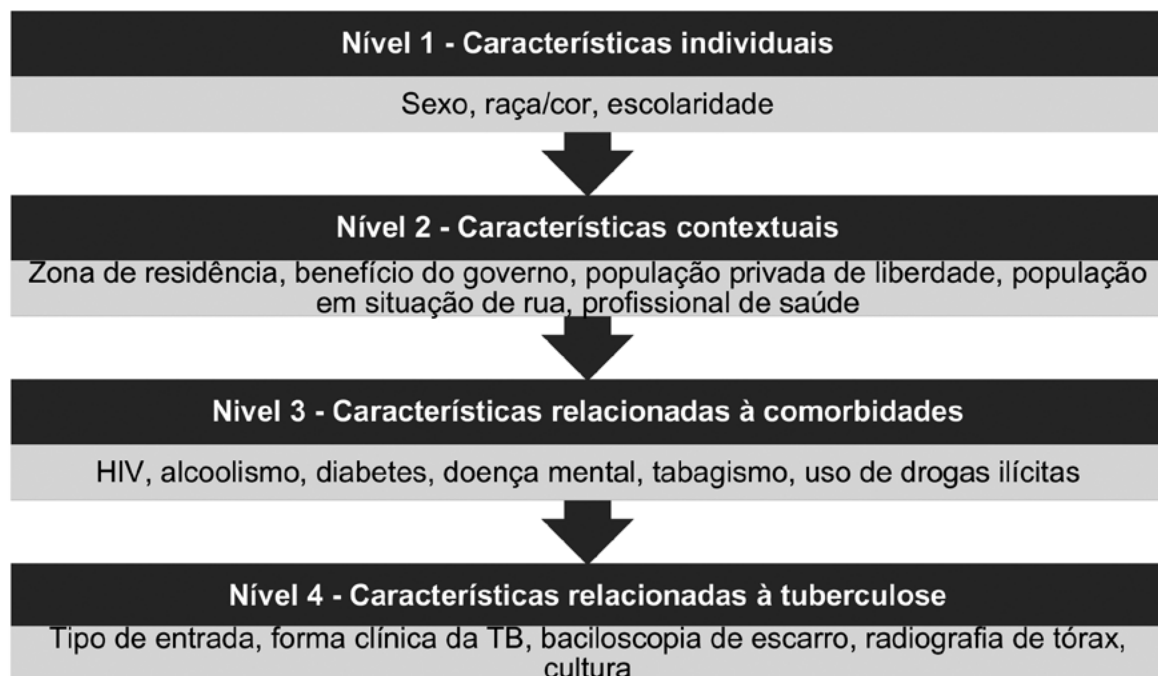 Nível 1 - Características individuais
Sexo, raça/cor, escolaridade
Nível 2 - Características contextuais
Zona de residência, benefício do governo, população privada de liberdade, população
em situação de rua, profissional de saúde
Nivel 3 - Características relacionadas à comorbidades
HIV, alcoolismo, diabetes, doença mental, tabagismo, uso de drogas ilícitas
Nível 4 - Características relacionadas à tuberculose
Tipo de entrada, forma clínica da TB, baciloscopia de escarro, radiografia de tórax,
cultura